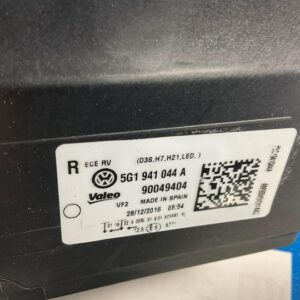 R ECE RV (D3S,H7,H21,LED, )
5G1 941 044 A
Valeo 90049404
VF2 MADE IN SPAIN
28/12/2016 05:54